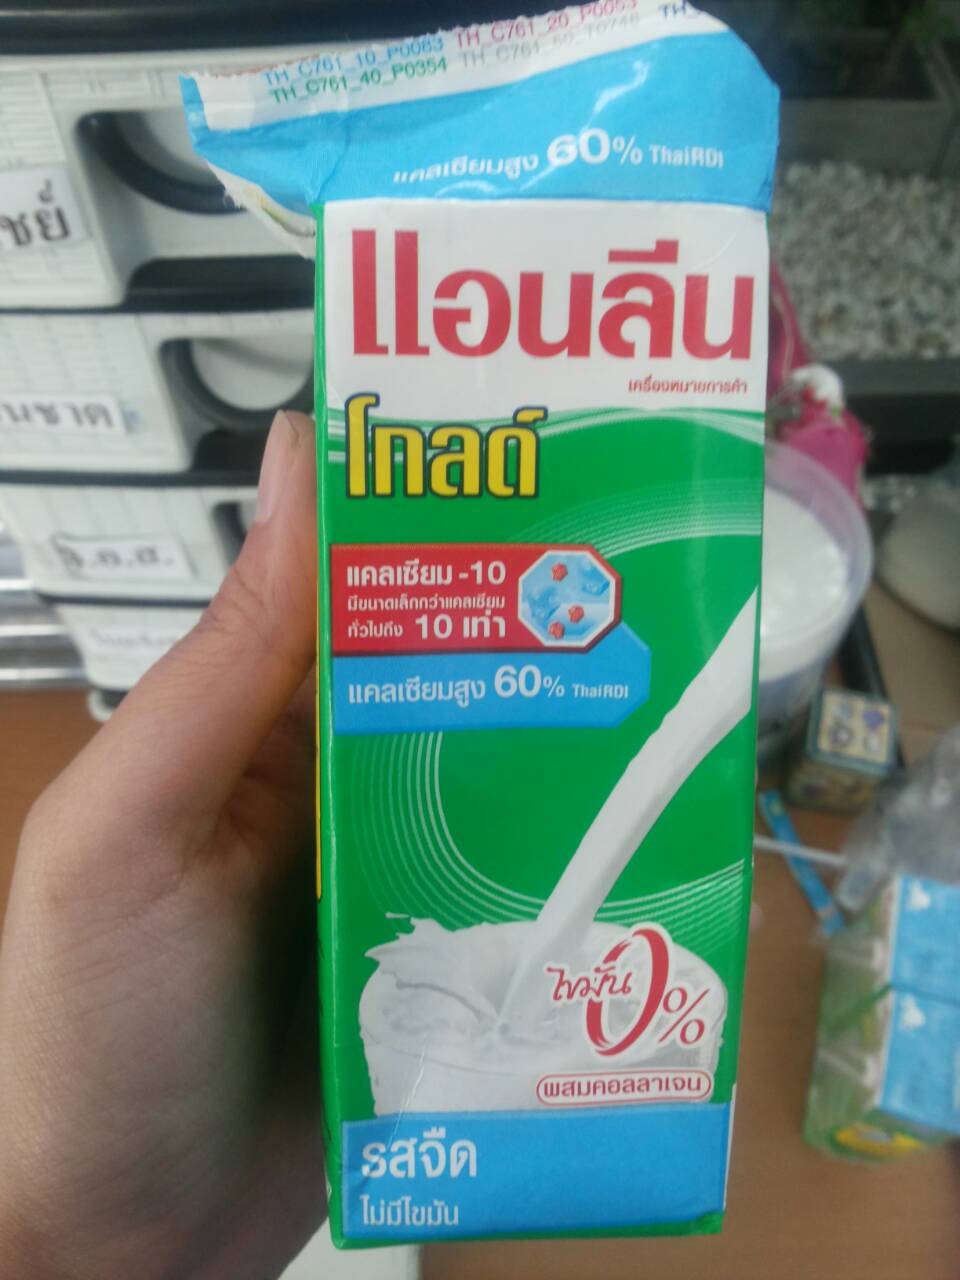 TH_C761_10_P0083 TH_C761_20_P0053
TH_C761_40_P0354 TH_C761_60_T0746
แคลเซียมสูง 60% ThaiRDI
แอนลีน
เครื่องหมายการค้า
โกลด์
แคลเซียม -10
มีขนาดเล็กกว่าแคลเซียม
ทั่วไปถึง 10 เท่า
แคลเซียมสูง 60% ThaiRDI
ไขมัน 0%
ผสมคอลลาเจน
รสจืด
ไม่มีไขมัน